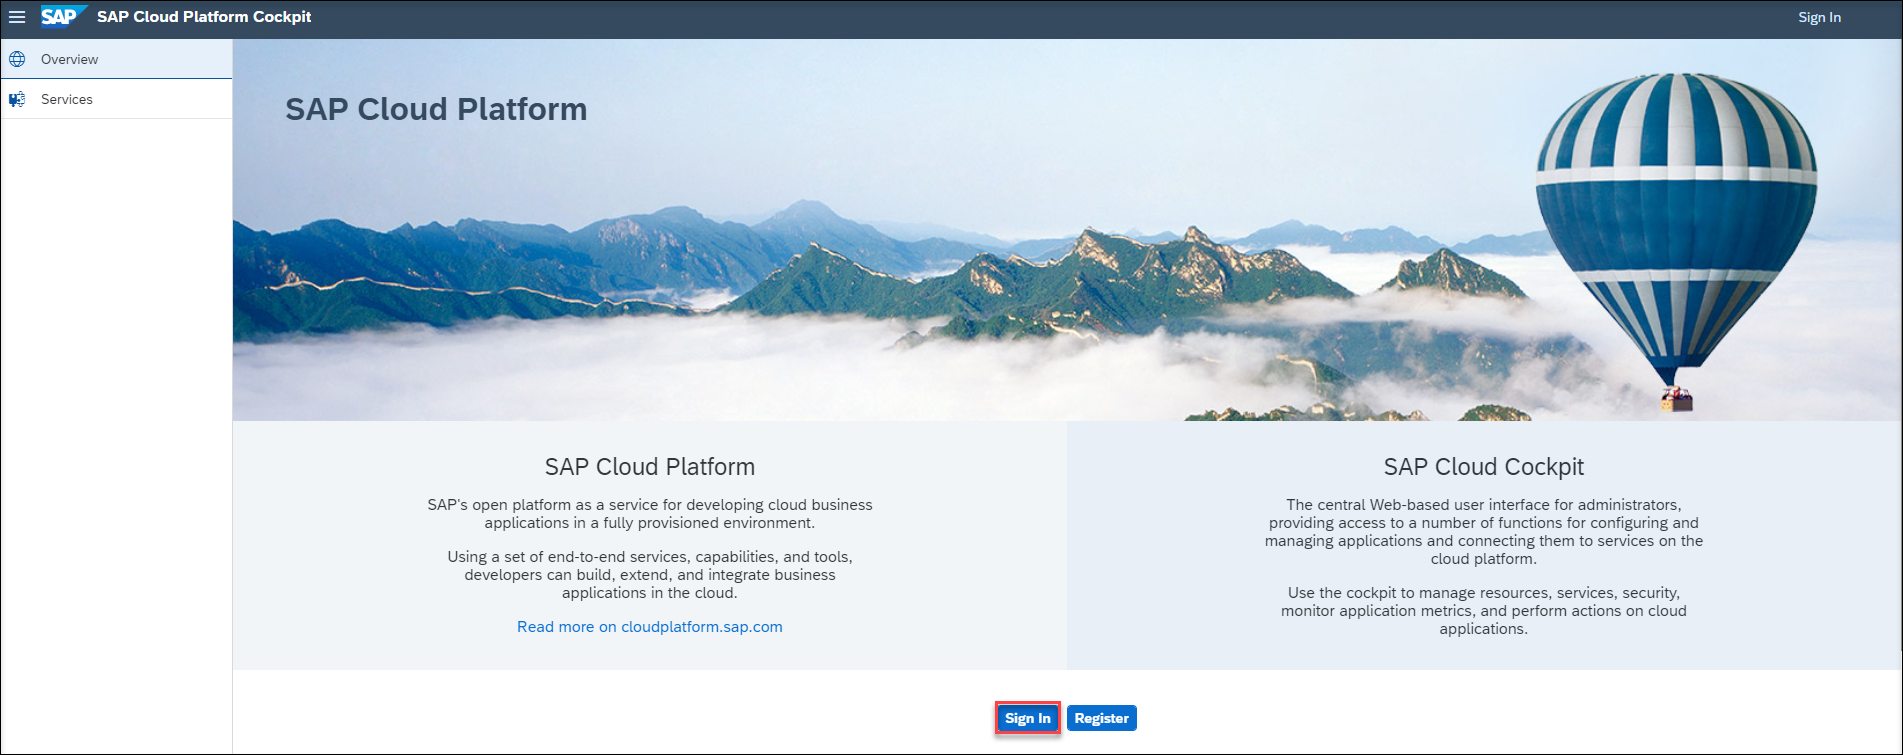 SAP SAP Cloud Platform Cockpit
Sign In
Overview
Services
SAP Cloud Platform
SAP Cloud Platform
SAP's open platform as a service for developing cloud business
applications in a fully provisioned environment.
Using a set of end-to-end services, capabilities, and tools,
developers can build, extend, and integrate business
applications in the cloud.
Read more on cloudplatform.sap.com
SAP Cloud Cockpit
The central Web-based user interface for administrators,
providing access to a number of functions for configuring and
managing applications and connecting them to services on the
cloud platform.
Use the cockpit to manage resources, services, security,
monitor application metrics, and perform actions on cloud
applications.
Sign In
Register